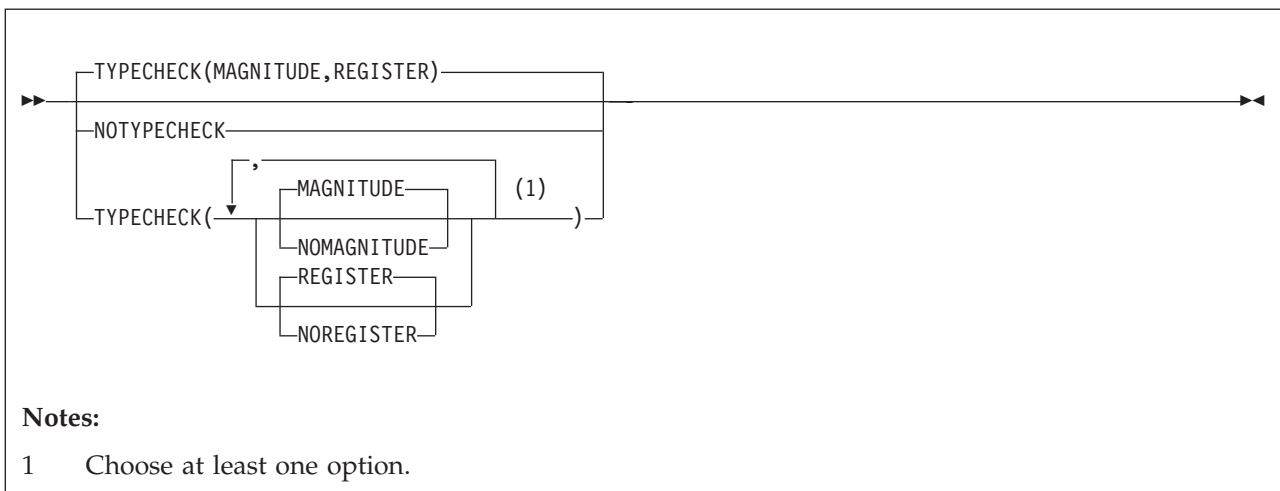 TYPECHECK(MAGNITUDE,REGISTER)
NOTYPECHECK
,
MAGNITUDE (1)
TYPECHECK( )
NOMAGNITUDE
REGISTER
NOREGISTER
Notes:
1 Choose at least one option.